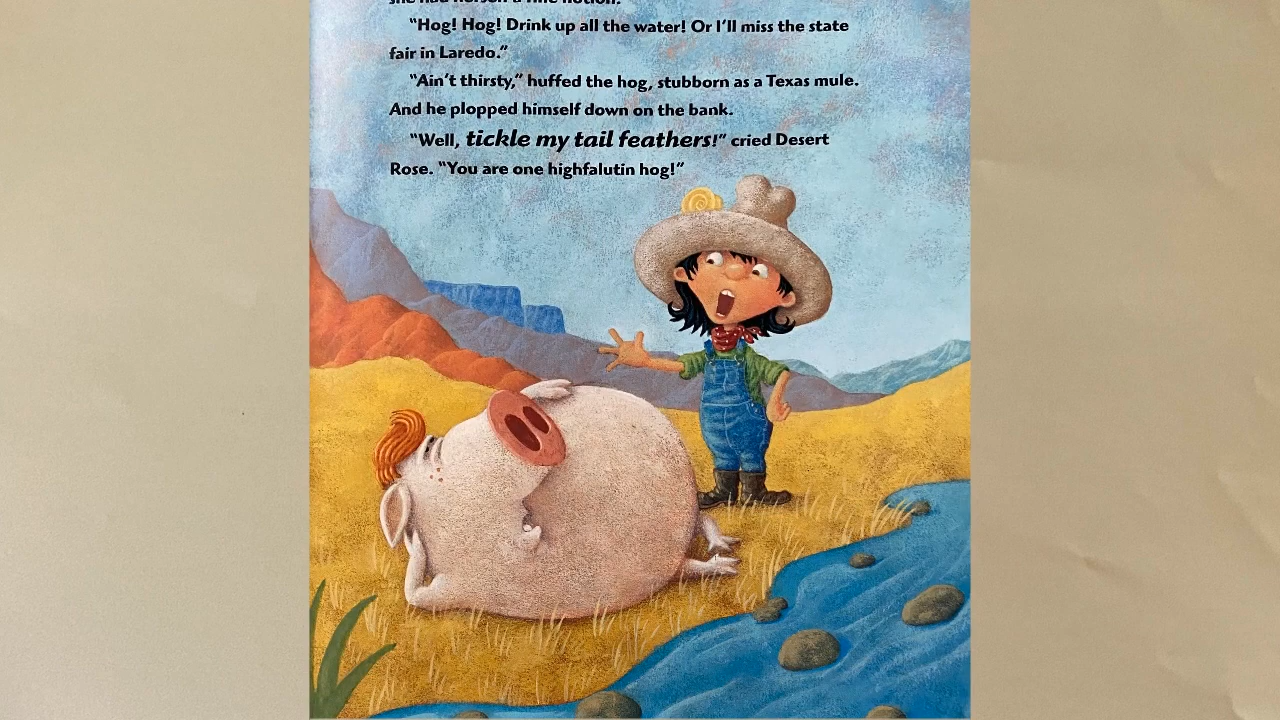 “Hog! Hog! Drink up all the water! Or I’ll miss the state
fair in Laredo.”
“Ain’t thirsty,” huffed the hog, stubborn as a Texas mule.
And he plopped himself down on the bank.
“Well, tickle my tail feathers!” cried Desert
Rose. “You are one highfalutin hog!”